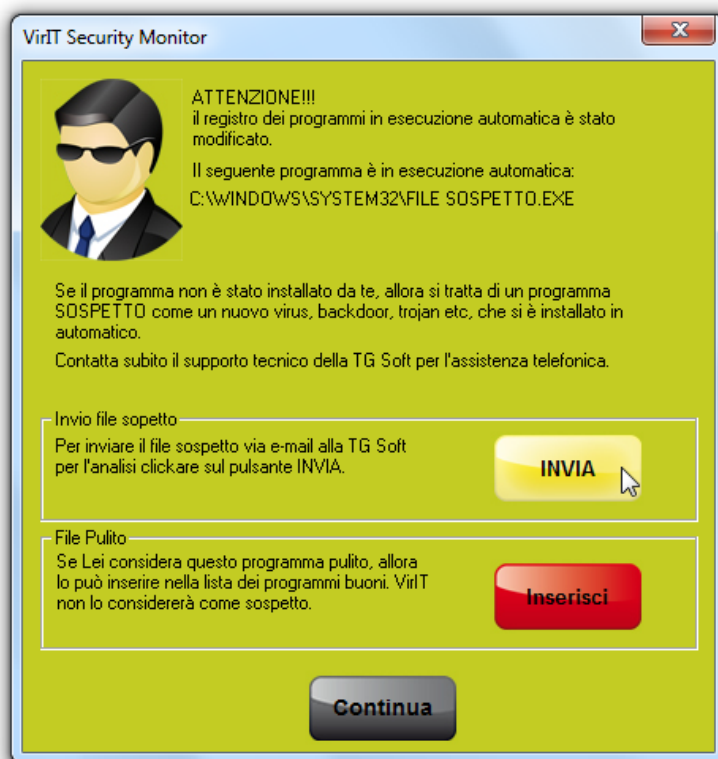 VirIT Security Monitor
ATTENZIONE!!!
il registro dei programmi in esecuzione automatica è stato
modificato.
Il seguente programma è in esecuzione automatica:
C:\WINDOWS\SYSTEM32\FILE SOSPETTO.EXE
Se il programma non è stato installato da te, allora si tratta di un programma
SOSPETTO come un nuovo virus, backdoor, trojan etc, che si è installato in
automatico.
Contatta subito il supporto tecnico della TG Soft per l'assistenza telefonica.
Invio file sopetto
Per inviare il file sospetto via e-mail alla TG Soft
per l'analisi clickare sul pulsante INVIA.
INVIA
File Pulito
Se Lei considera questo programma pulito, allora
lo può inserire nella lista dei programmi buoni. VirIT
non lo considererà come sospetto.
Inserisci
Continua